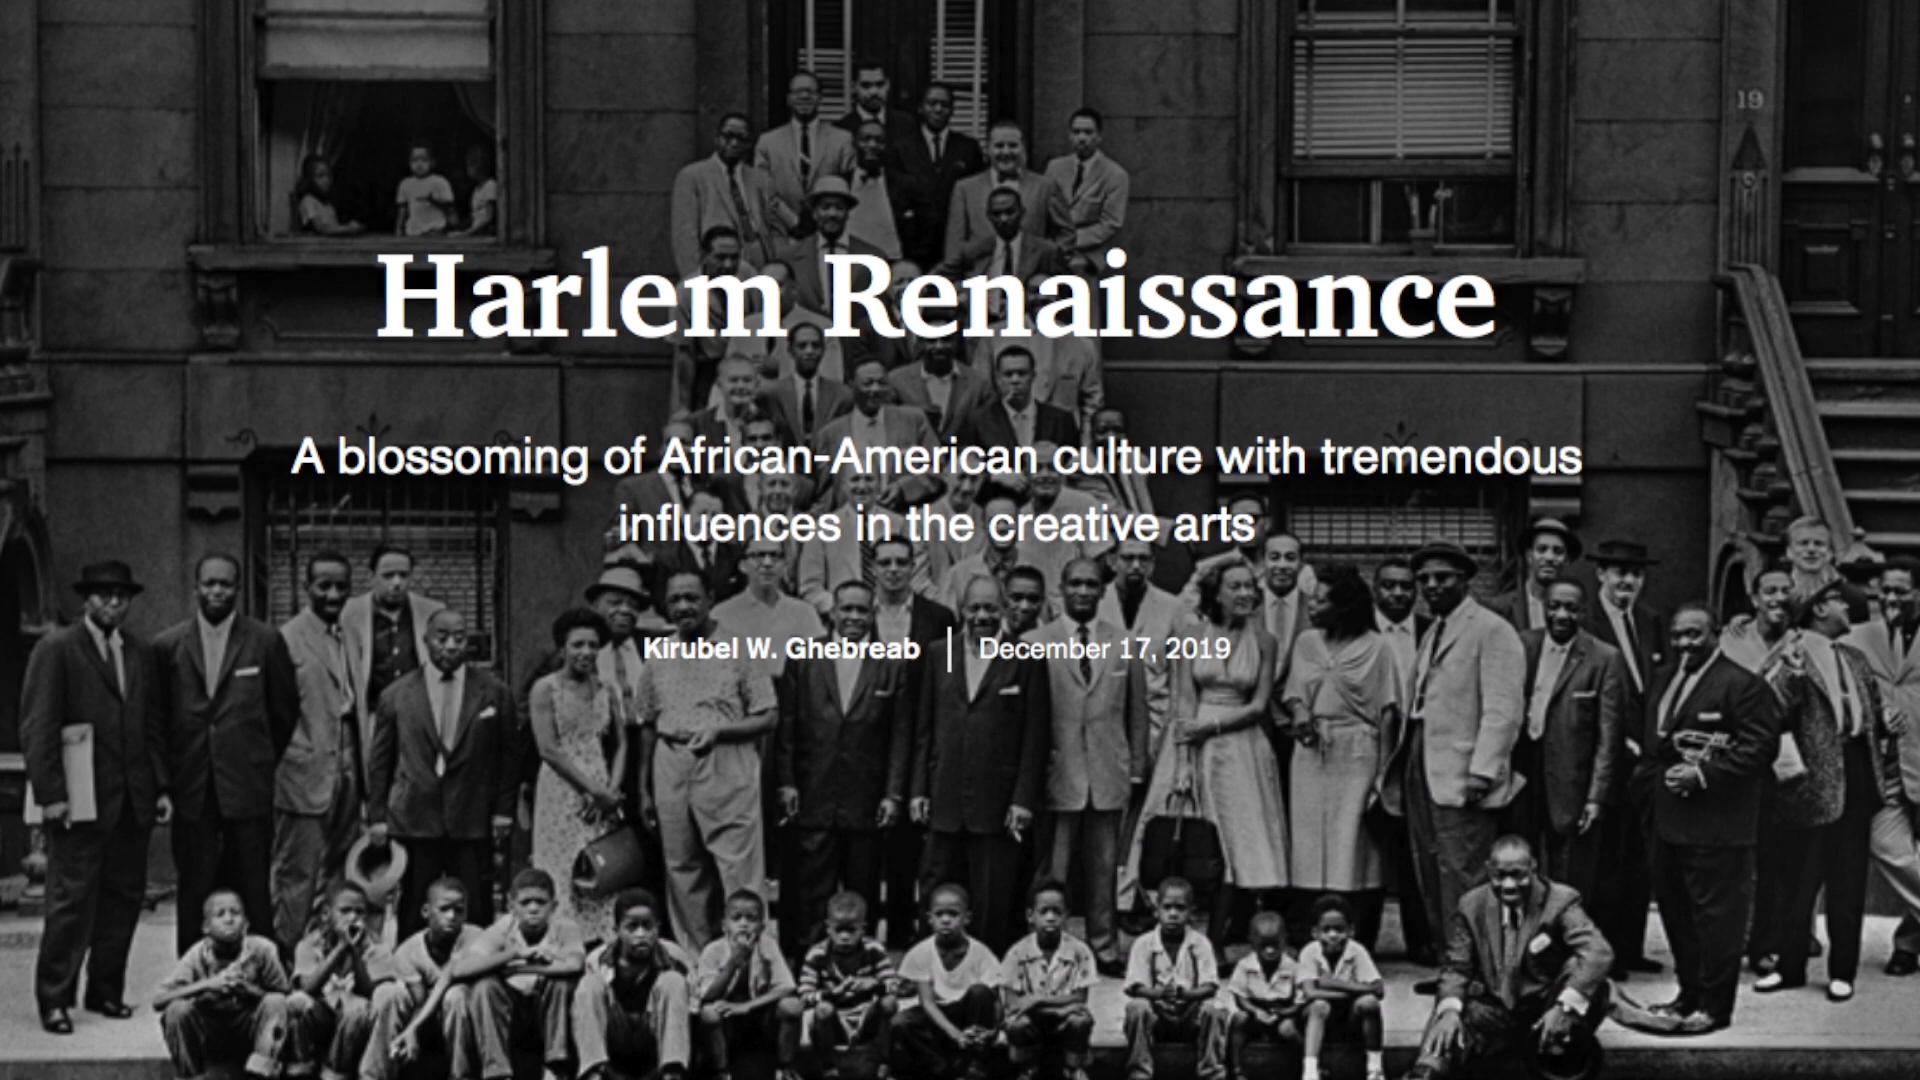 19
Harlem Renaissance
A blossoming of African-American culture with tremendous
influences in the creative arts
Kirubel W. Ghebreab | December 17, 2019